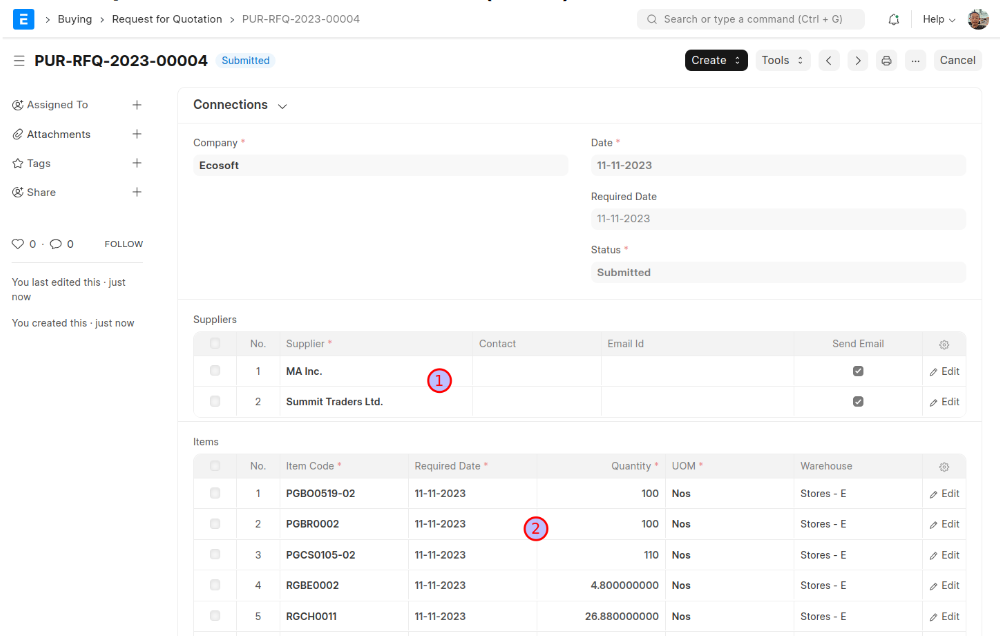 E Buying Request for Quotation PUR-RFQ-2023-00004 Search or type a command (Ctrl + G) Help
PUR-RFQ-2023-00004 Submitted Create Tools ... Cancel
Assigned To +
Attachments +
Tags +
Share +
0 · 0 FOLLOW
You last edited this · just
now
You created this · just now
Connections
Company *
Ecosoft
Date *
11-11-2023
Required Date
11-11-2023
Status *
Submitted
Suppliers
No. Supplier * Contact Email Id Send Email
1 MA Inc. Edit
1
2 Summit Traders Ltd. Edit
Items
No. Item Code * Required Date * Quantity * UOM * Warehouse
1 PGBO0519-02 11-11-2023 100 Nos Stores - E Edit
2 PGBR0002 11-11-2023 100 Nos Stores - E Edit
2
3 PGCS0105-02 11-11-2023 110 Nos Stores - E Edit
4 RGBE0002 11-11-2023 4.800000000 Nos Stores - E Edit
5 RGCH0011 11-11-2023 26.880000000 Nos Stores - E Edit